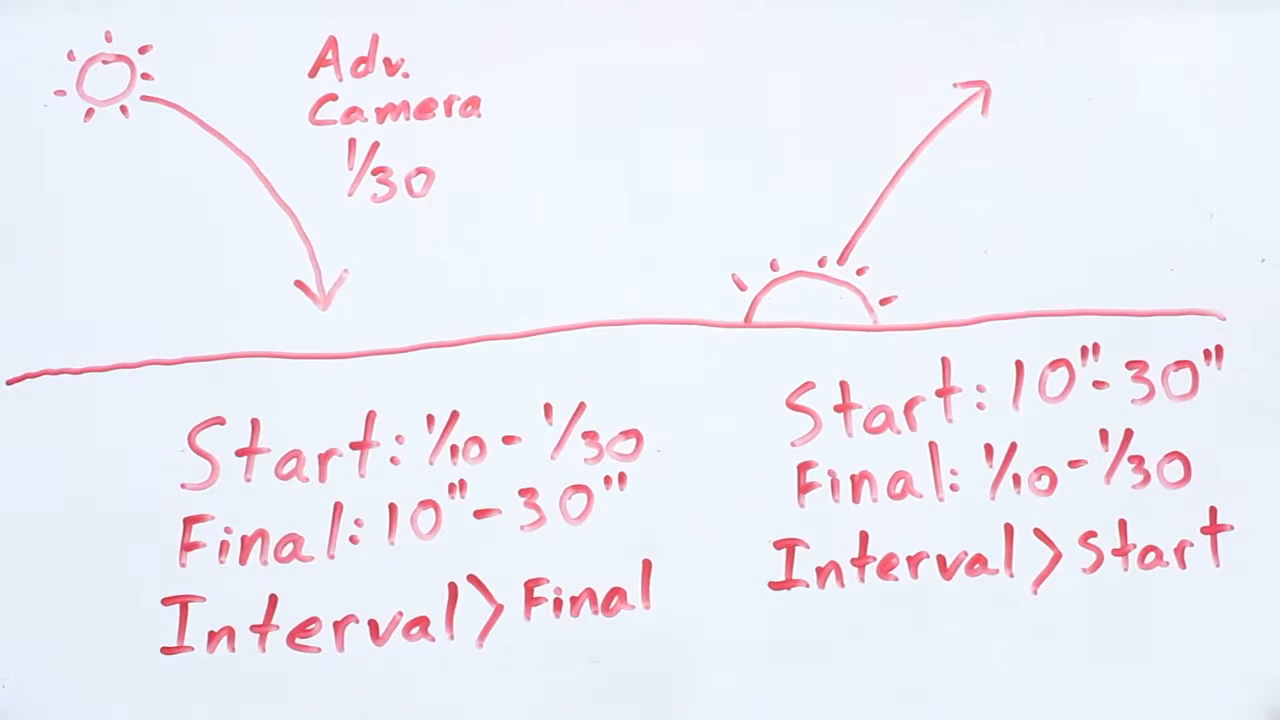 Adv.
Camera
1/30
Start: 1/10 - 1/30
Final: 10" - 30"
Interval > Final
Start: 10" - 30"
Final: 1/10 - 1/30
Interval > Start